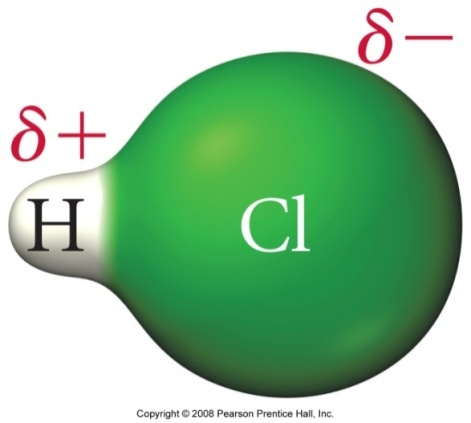 δ−
δ+
H
Cl
Copyright © 2008 Pearson Prentice Hall, Inc.